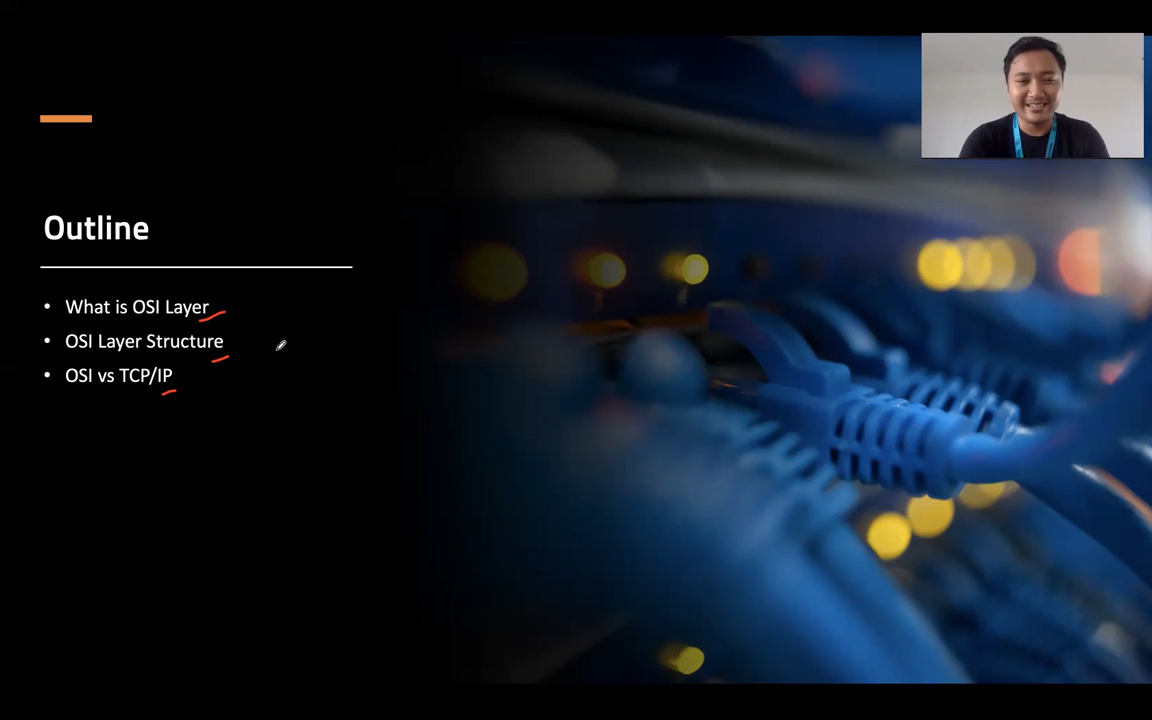 Outline
• What is OSI Layer
• OSI Layer Structure
• OSI vs TCP/IP